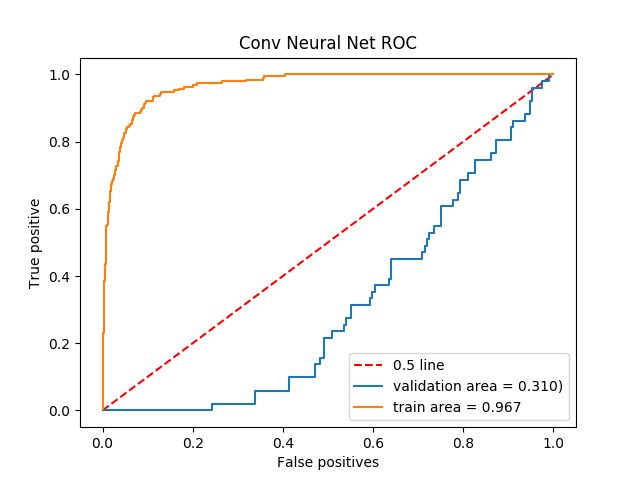 Conv Neural Net ROC
1.0
0.8
0.6
0.4
0.2
0.0
True positive
0.5 line
validation area = 0.310)
train area = 0.967
0.0 0.2 0.4 0.6 0.8 1.0
False positives